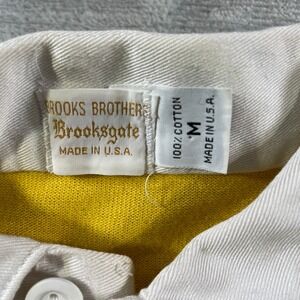 BROOKS BROTHERS
Brooksgate
MADE IN U.S.A.
100% COTTON
M
MADE IN U.S.A.